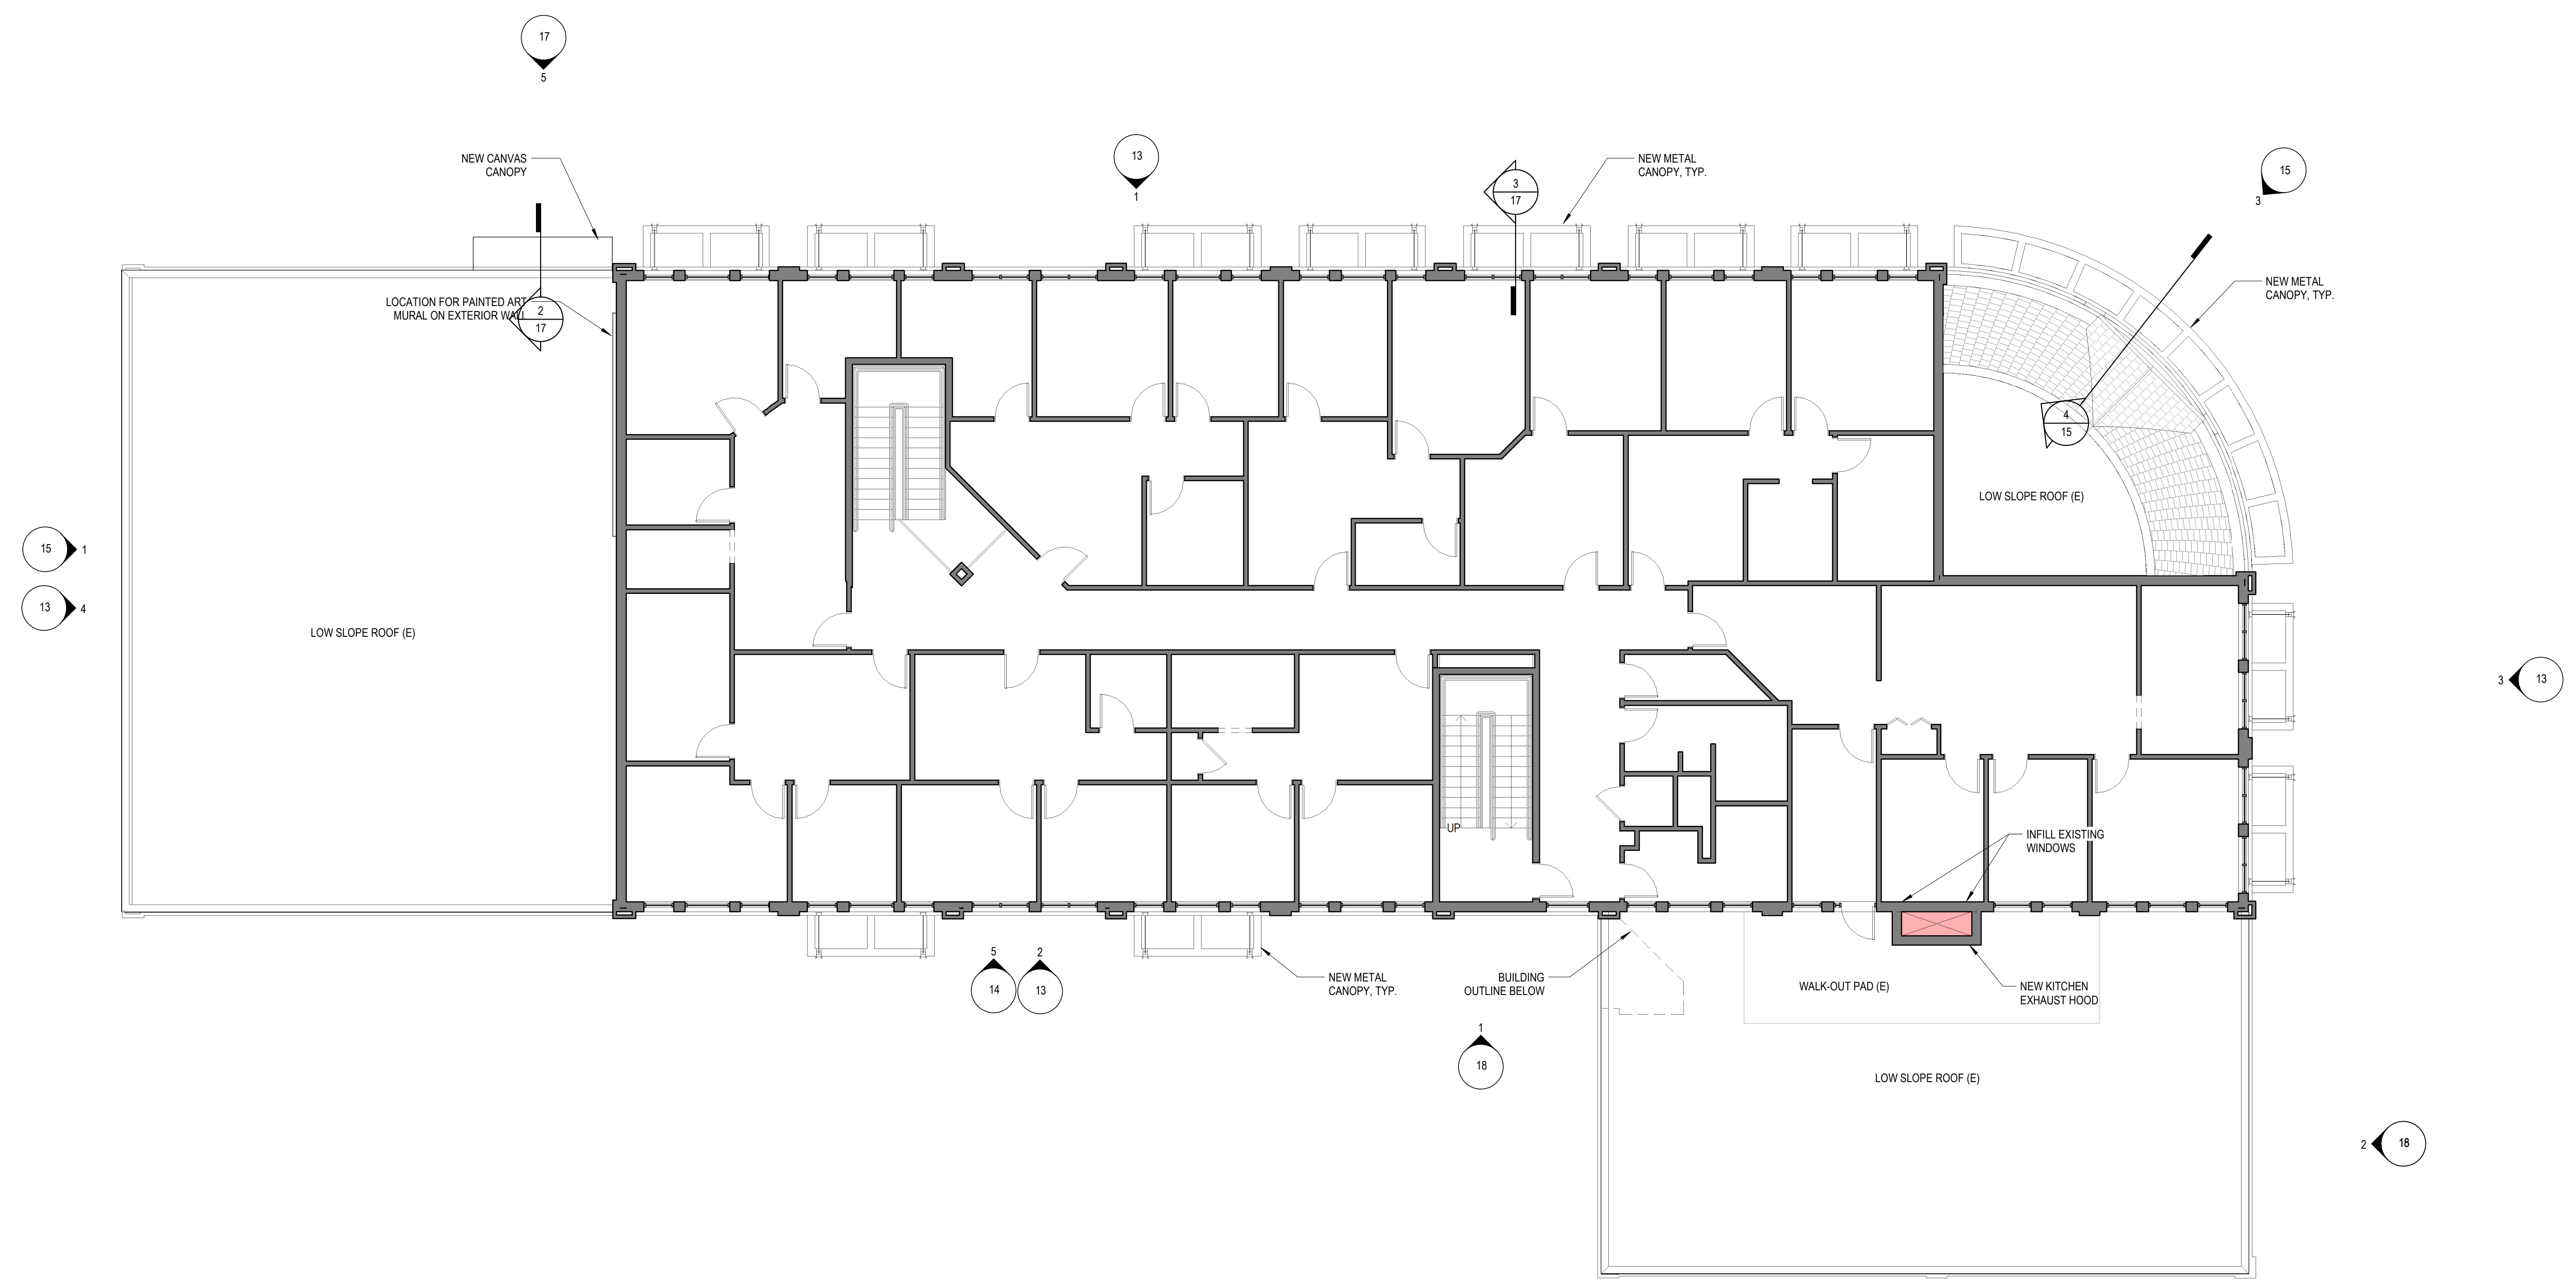 17
5
13
1
15
3
NEW CANVAS
CANOPY
NEW METAL
CANOPY, TYP.
3
17
NEW METAL
CANOPY, TYP.
LOCATION FOR PAINTED ART
MURAL ON EXTERIOR WALL
2
17
4
15
LOW SLOPE ROOF (E)
15
1
13
4
LOW SLOPE ROOF (E)
3
13
UP
INFILL EXISTING
WINDOWS
5
14
2
13
NEW METAL
CANOPY, TYP.
BUILDING
OUTLINE BELOW
WALK-OUT PAD (E)
NEW KITCHEN
EXHAUST HOOD
1
18
LOW SLOPE ROOF (E)
2